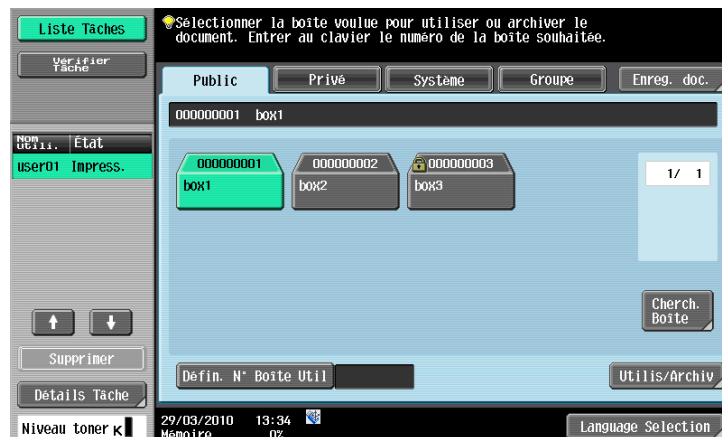 Liste Tâches
Vérifier
Tâche
Sélectionner la boîte voulue pour utiliser ou archiver le
document. Entrer au clavier le numéro de la boîte souhaitée.
Public Privé Système Groupe Enreg. doc.
000000001 box1
Nom
utili. État
user01 Impress.
000000001 000000002 000000003
box1 box2 box3
1/ 1
Cherch.
Boîte
Supprimer
Détails Tâche
Défin. N° Boîte Util
Utilis/Archiv
Niveau toner K
29/03/2010 13:34
Mémoire 0%
Language Selection